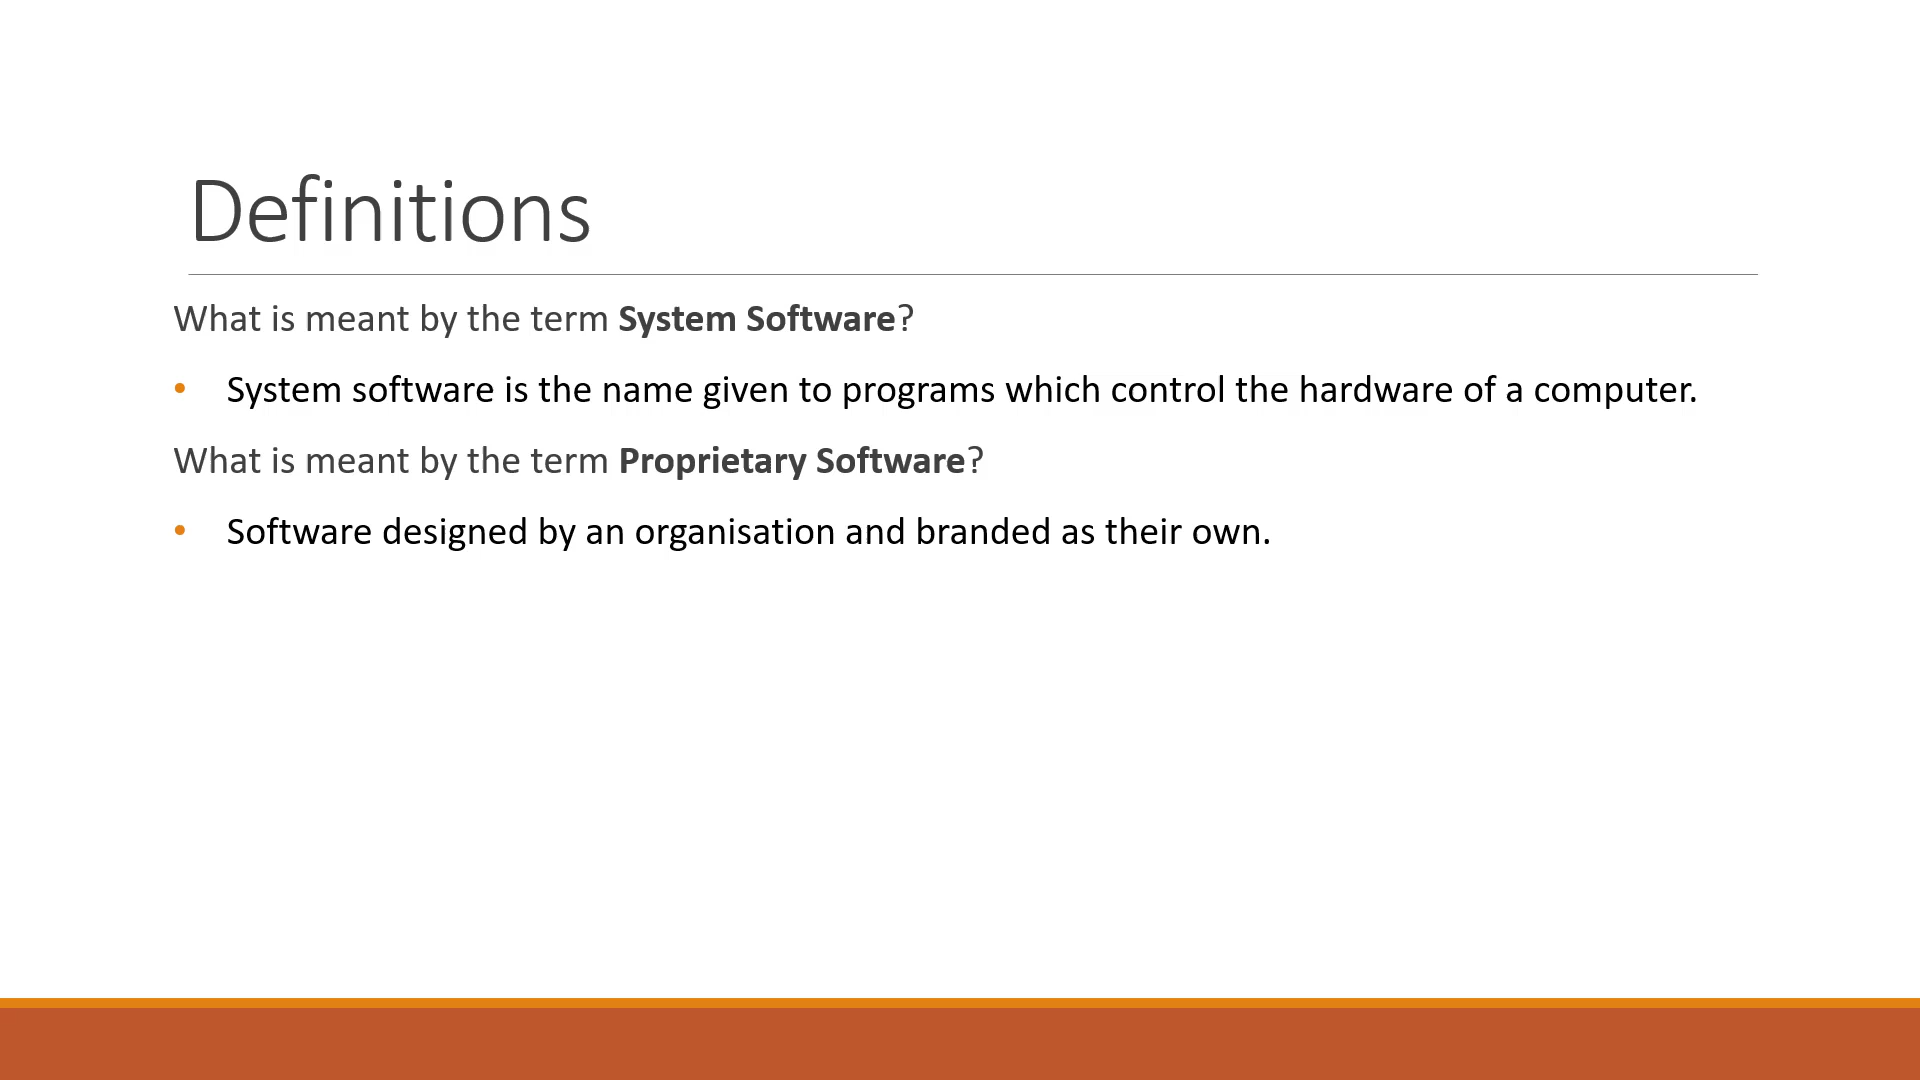 Definitions
What is meant by the term System Software?
• System software is the name given to programs which control the hardware of a computer.
What is meant by the term Proprietary Software?
• Software designed by an organisation and branded as their own.